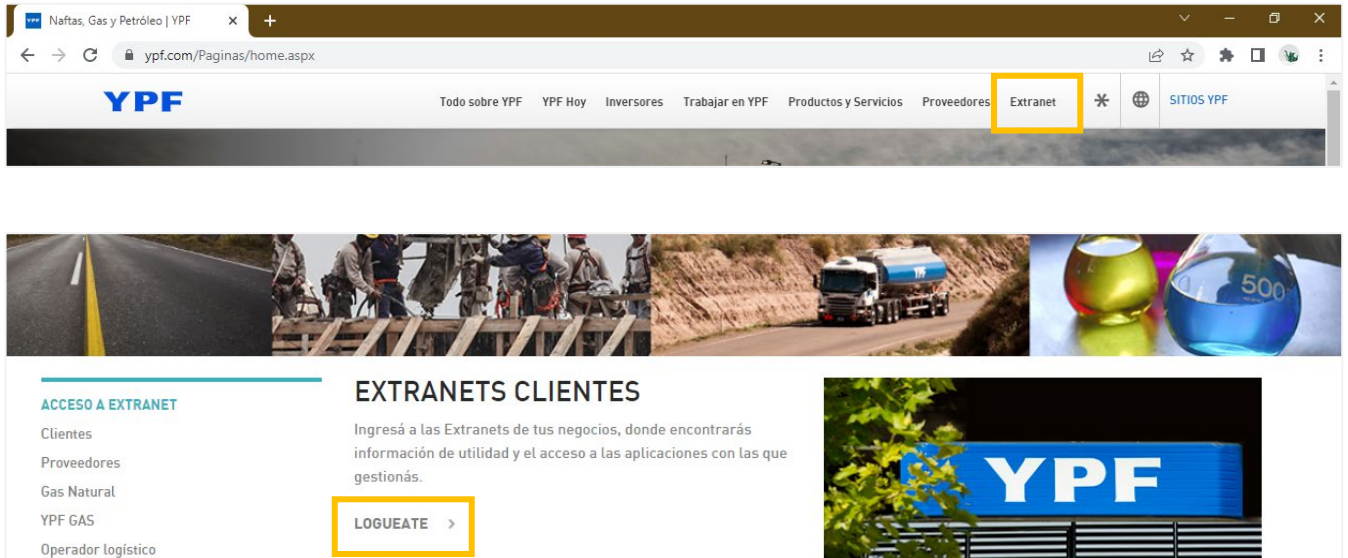 YPF Naftas, Gas y Petróleo | YPF
ypf.com/Paginas/home.aspx
YPF Todo sobre YPF YPF Hoy Inversores Trabajar en YPF Productos y Servicios Proveedores Extranet SITIOS YPF
YPF
500
ACCESO A EXTRANET
Clientes
Proveedores
Gas Natural
YPF GAS
Operador logístico
EXTRANETS CLIENTES
Ingresá a las Extranets de tus negocios, donde encontrarás
información de utilidad y el acceso a las aplicaciones con las que
gestionás.
LOGUEATE >
YPF